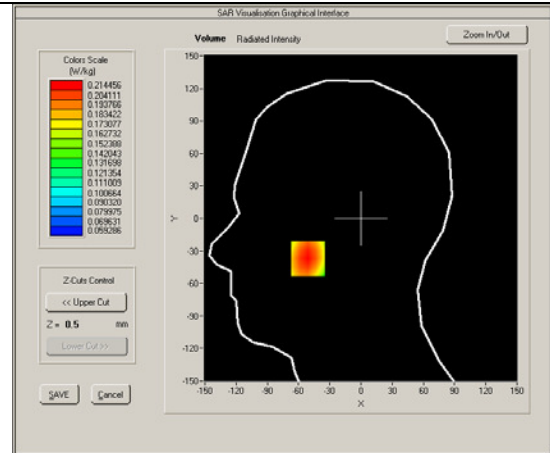 SAR Visualisation Graphical Interface
Volume Radiated Intensity
Zoom In/Out
Colors Scale
(W/kg)
0.214456
0.204111
0.193766
0.183422
0.173077
0.162732
0.152388
0.142043
0.131698
0.121354
0.111009
0.100664
0.090320
0.079975
0.069631
0.059286
Z-Cuts Control
<< Upper Cut
Z = 0.5 mm
Lower Cut >>
SAVE Cancel
150
120
90
60
30
0
-30
-60
-90
-120
-150
Y
-150 -120 -90 -60 -30 0 30 60 90 120 150
X